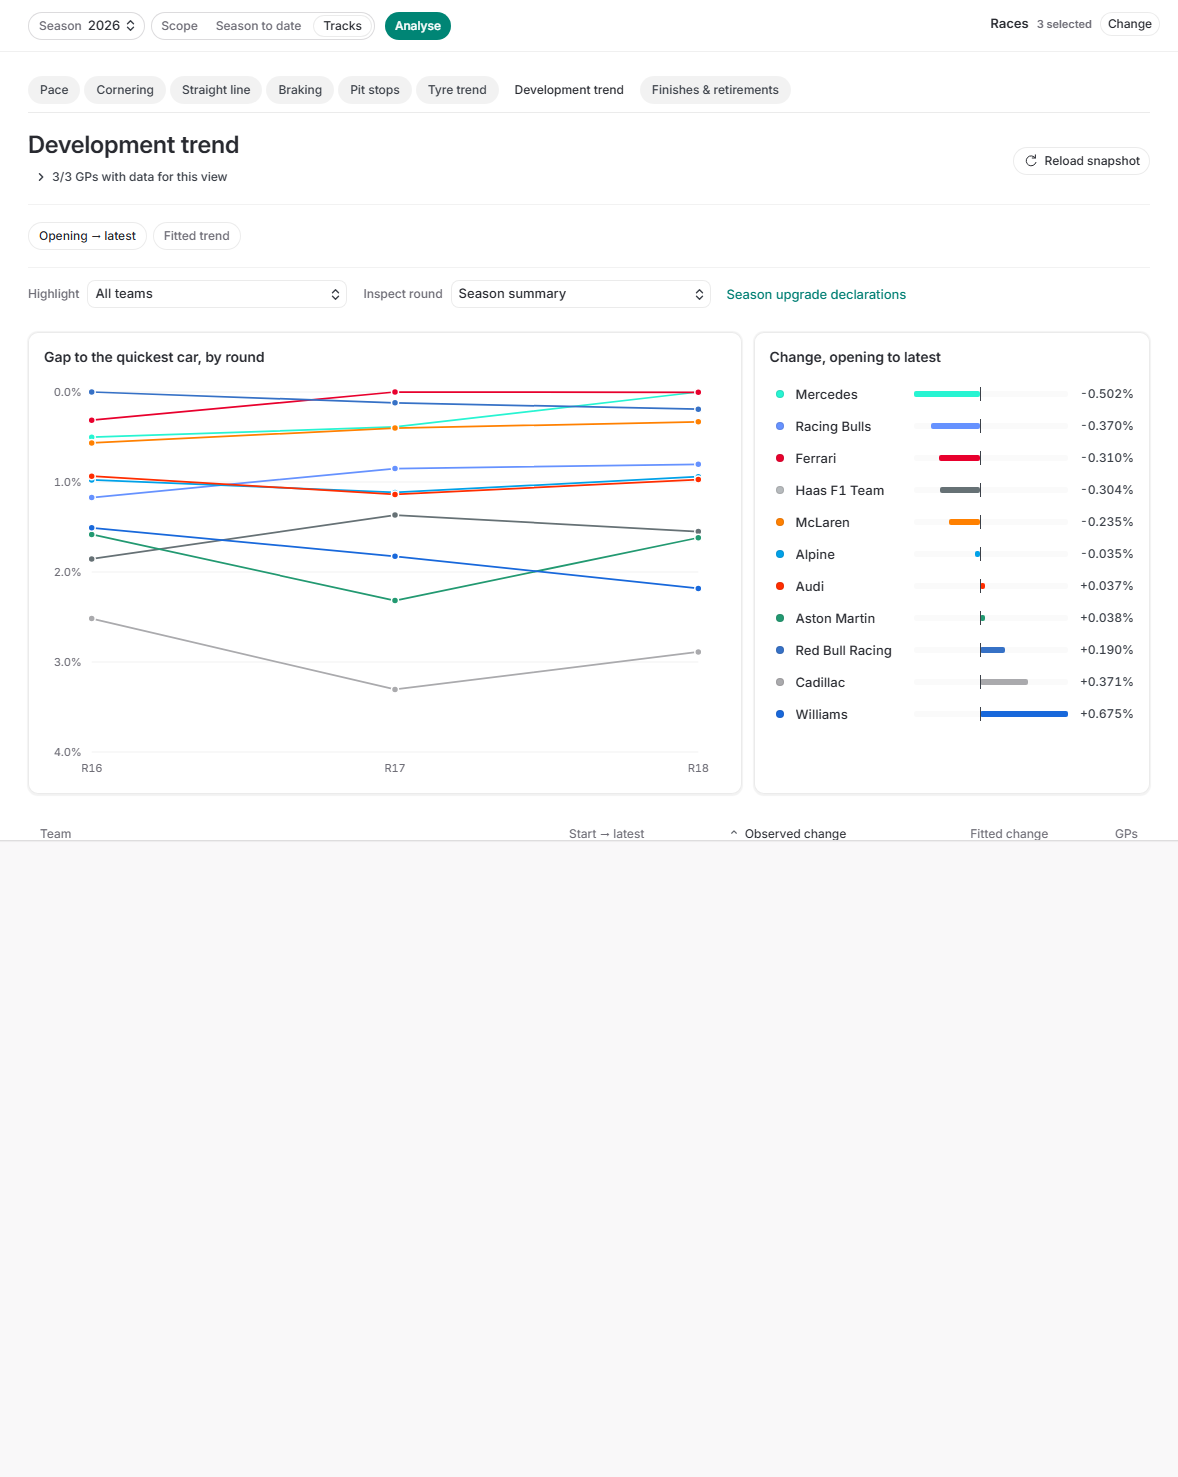 Season 2026 Scope Season to date Tracks Analyse Races 3 selected Change
Pace Cornering Straight line Braking Pit stops Tyre trend Development trend Finishes & retirements
Development trend
3/3 GPs with data for this view
Reload snapshot
Opening → latest Fitted trend
Highlight All teams Inspect round Season summary Season upgrade declarations
Gap to the quickest car, by round
0.0%
1.0%
2.0%
3.0%
4.0%
R16 R17 R18
Change, opening to latest
Mercedes -0.502%
Racing Bulls -0.370%
Ferrari -0.310%
Haas F1 Team -0.304%
McLaren -0.235%
Alpine -0.035%
Audi +0.037%
Aston Martin +0.038%
Red Bull Racing +0.190%
Cadillac +0.371%
Williams +0.675%
Team Start → latest ^ Observed change Fitted change GPs